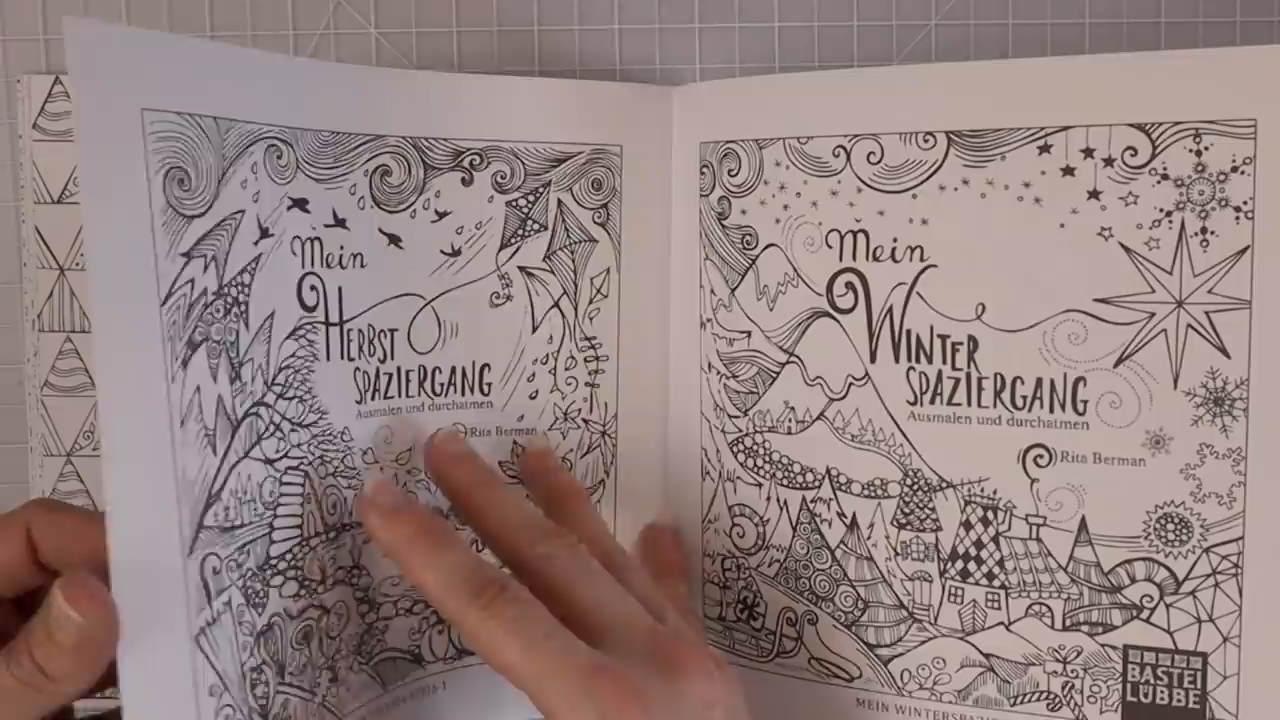 Mein
HERBST
SPAZIERGANG
Ausmalen und durchatmen
Rita Berman
Mein
WINTER
SPAZIERGANG
Ausmalen und durchatmen
Rita Berman
BASTEI
LÜBBE
MEIN